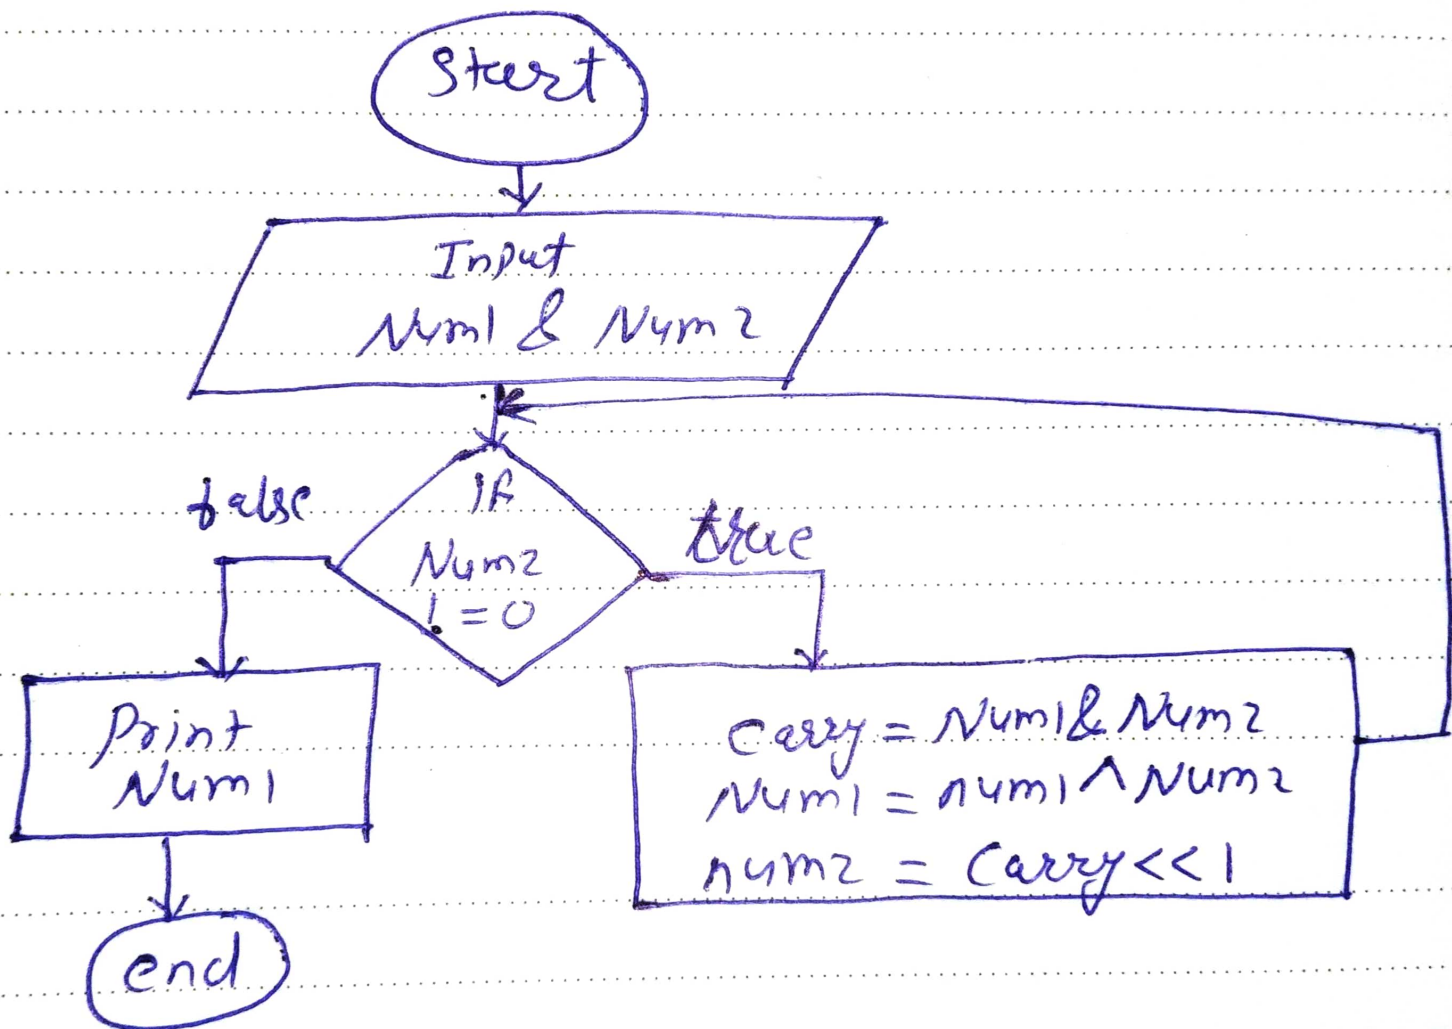 Start
Input
Num1 & Num2
If
Num2
!=0
false
true
Print
Num1
Carry = Num1 & Num2
Num1 = num1 ^ Num2
num2 = Carry<<1
end